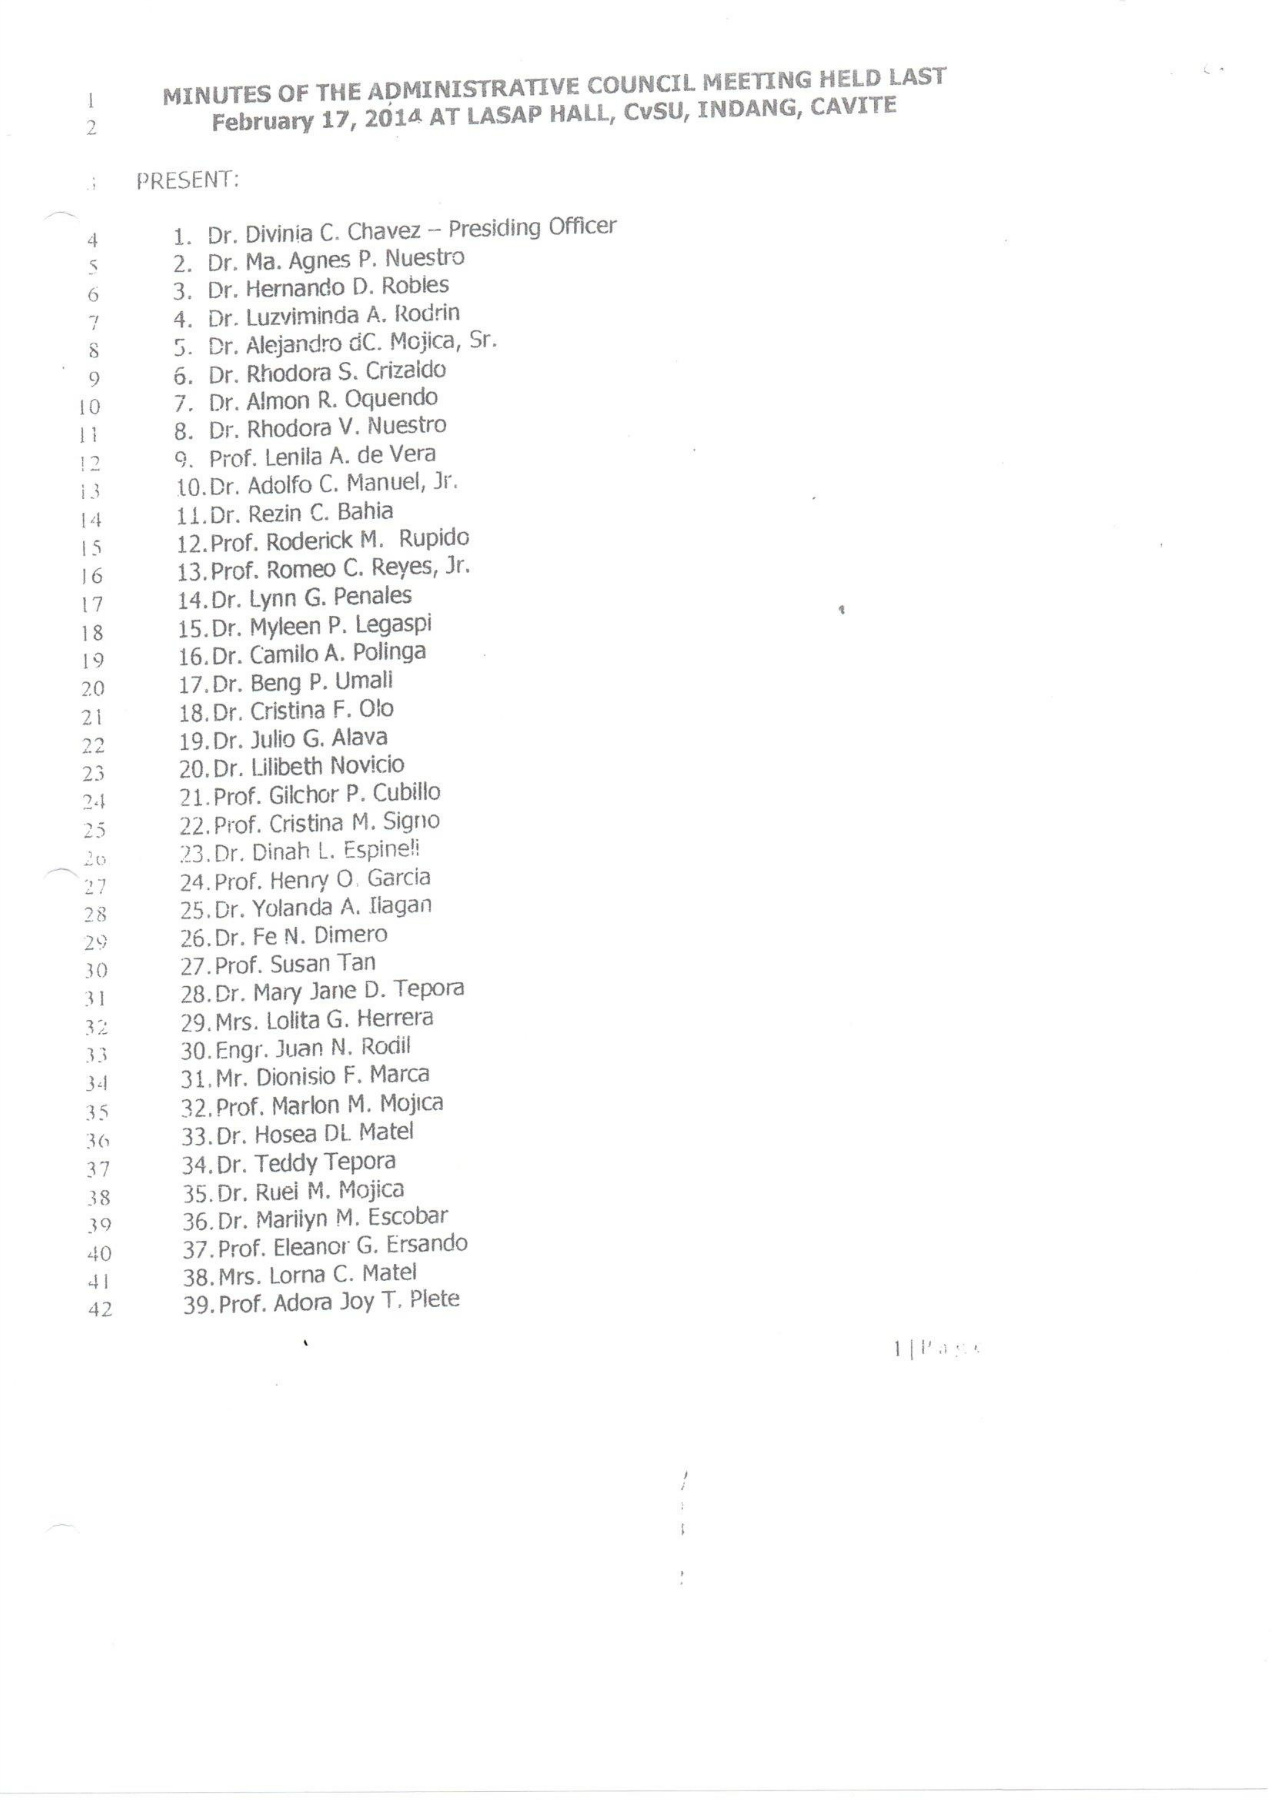 1 MINUTES OF THE ADMINISTRATIVE COUNCIL MEETING HELD LAST
2 February 17, 2014 AT LASAP HALL, CvSU, INDANG, CAVITE
3 PRESENT:
4 1. Dr. Divinia C. Chavez – Presiding Officer
5 2. Dr. Ma. Agnes P. Nuestro
6 3. Dr. Hernando D. Robles
7 4. Dr. Luzviminda A. Rodrin
8 5. Dr. Alejandro dC. Mojica, Sr.
9 6. Dr. Rhodora S. Crizaldo
10 7. Dr. Almon R. Oquendo
11 8. Dr. Rhodora V. Nuestro
12 9. Prof. Lenila A. de Vera
13 10. Dr. Adolfo C. Manuel, Jr.
14 11. Dr. Rezin C. Bahia
15 12. Prof. Roderick M. Rupido
16 13. Prof. Romeo C. Reyes, Jr.
17 14. Dr. Lynn G. Penales
18 15. Dr. Myleen P. Legaspi
19 16. Dr. Camilo A. Polinga
20 17. Dr. Beng P. Umali
21 18. Dr. Cristina F. Olo
22 19. Dr. Julio G. Alava
23 20. Dr. Lilibeth Novicio
24 21. Prof. Gilchor P. Cubillo
25 22. Prof. Cristina M. Signo
26 23. Dr. Dinah L. Espineli
27 24. Prof. Henry O. Garcia
28 25. Dr. Yolanda A. Ilagan
29 26. Dr. Fe N. Dimero
30 27. Prof. Susan Tan
31 28. Dr. Mary Jane D. Tepora
32 29. Mrs. Lolita G. Herrera
33 30. Engr. Juan N. Rodil
34 31. Mr. Dionisio F. Marca
35 32. Prof. Marlon M. Mojica
36 33. Dr. Hosea DL Matel
37 34. Dr. Teddy Tepora
38 35. Dr. Ruel M. Mojica
39 36. Dr. Marilyn M. Escobar
40 37. Prof. Eleanor G. Ersando
41 38. Mrs. Lorna C. Matel
42 39. Prof. Adora Joy T. Plete
1 | Page